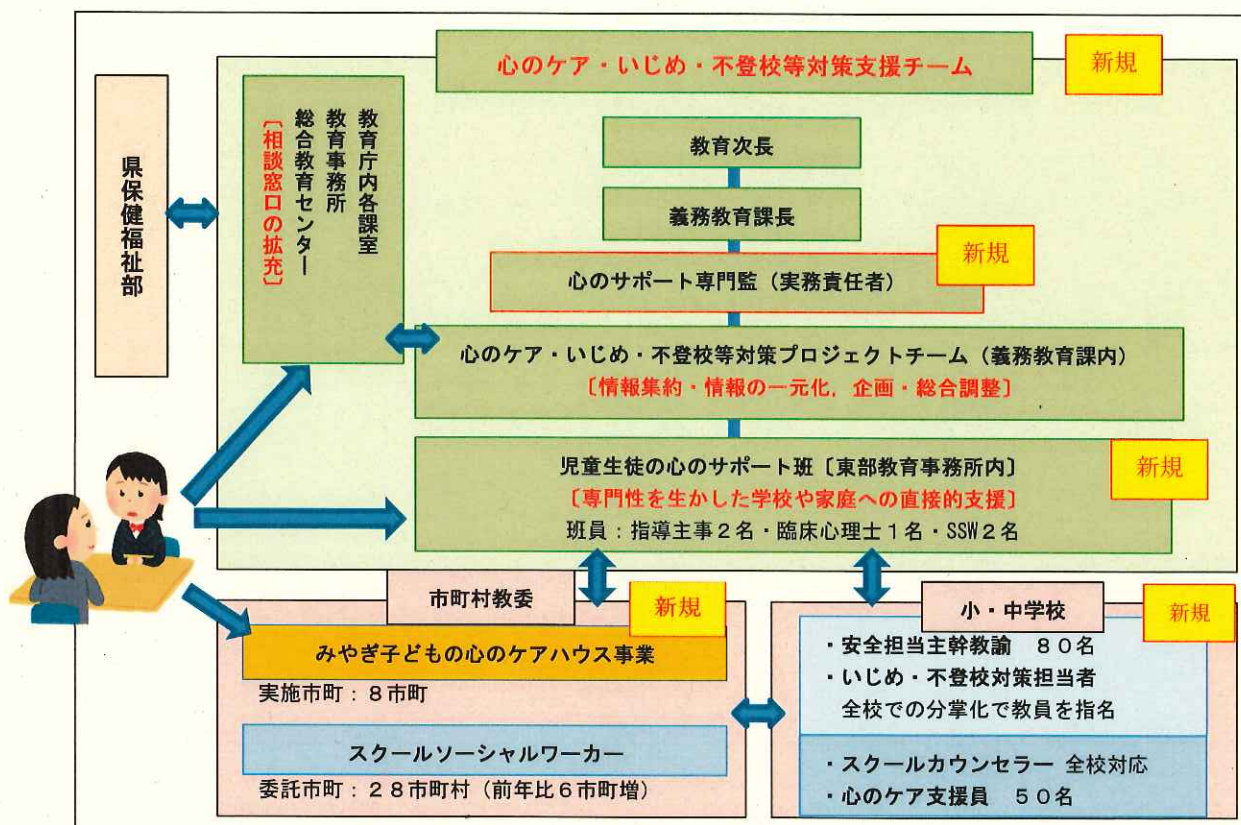 心のケア・いじめ・不登校等対策支援チーム
新規
県保健福祉部
教育庁内各課室
教育事務所
総合教育センター
〔相談窓口の拡充〕
教育次長
義務教育課長
新規
心のサポート専門監（実務責任者）
心のケア・いじめ・不登校等対策プロジェクトチーム（義務教育課内）
〔情報集約・情報の一元化，企画・総合調整〕
新規
児童生徒の心のサポート班［東部教育事務所内］
〔専門性を生かした学校や家庭への直接的支援〕
班員：指導主事２名・臨床心理士１名・SSW２名
市町村教委
新規
みやぎ子どもの心のケアハウス事業
実施市町：８市町
スクールソーシャルワーカー
委託市町：２８市町村（前年比６市町増）
小・中学校
新規
・安全担当主幹教諭　８０名
・いじめ・不登校対策担当者
全校での分掌化で教員を指名
・スクールカウンセラー 全校対応
・心のケア支援員　５０名